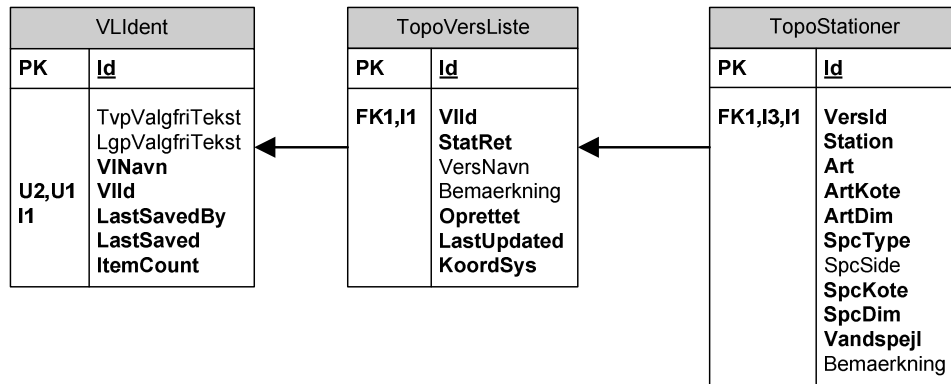 VLIdent
PK Id
TvpValgfriTekst
LgpValgfriTekst
VlNavn
U2,U1 VlId
I1 LastSavedBy
LastSaved
ItemCount
TopoVersListe
PK Id
FK1,I1 VlId
StatRet
VersNavn
Bemaerkning
Oprettet
LastUpdated
KoordSys
TopoStationer
PK Id
FK1,I3,I1 VersId
Station
Art
ArtKote
ArtDim
SpcType
SpcSide
SpcKote
SpcDim
Vandspejl
Bemaerkning